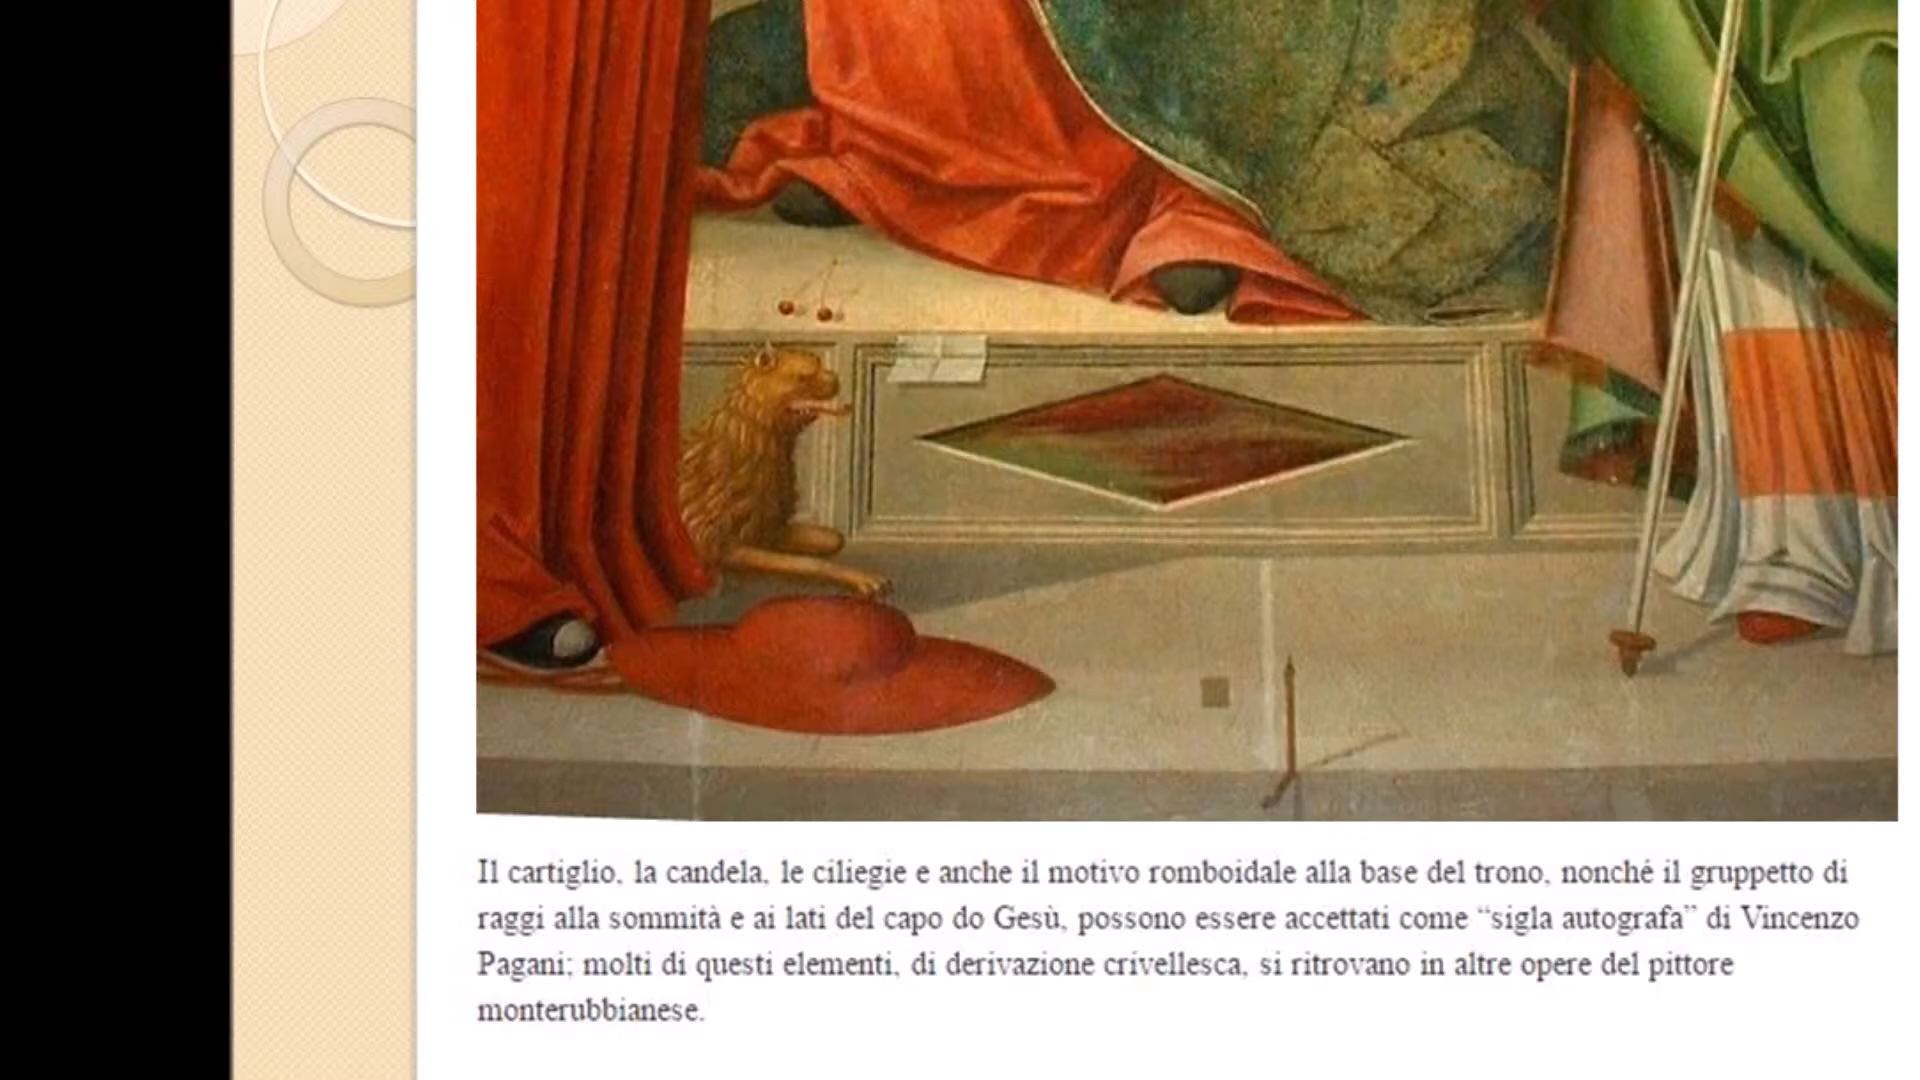 Il cartiglio, la candela, le ciliegie e anche il motivo romboidale alla base del trono, nonché il gruppetto di
raggi alla sommità e ai lati del capo do Gesù, possono essere accettati come “sigla autografa” di Vincenzo
Pagani; molti di questi elementi, di derivazione crivellesca, si ritrovano in altre opere del pittore
monterubbianese.